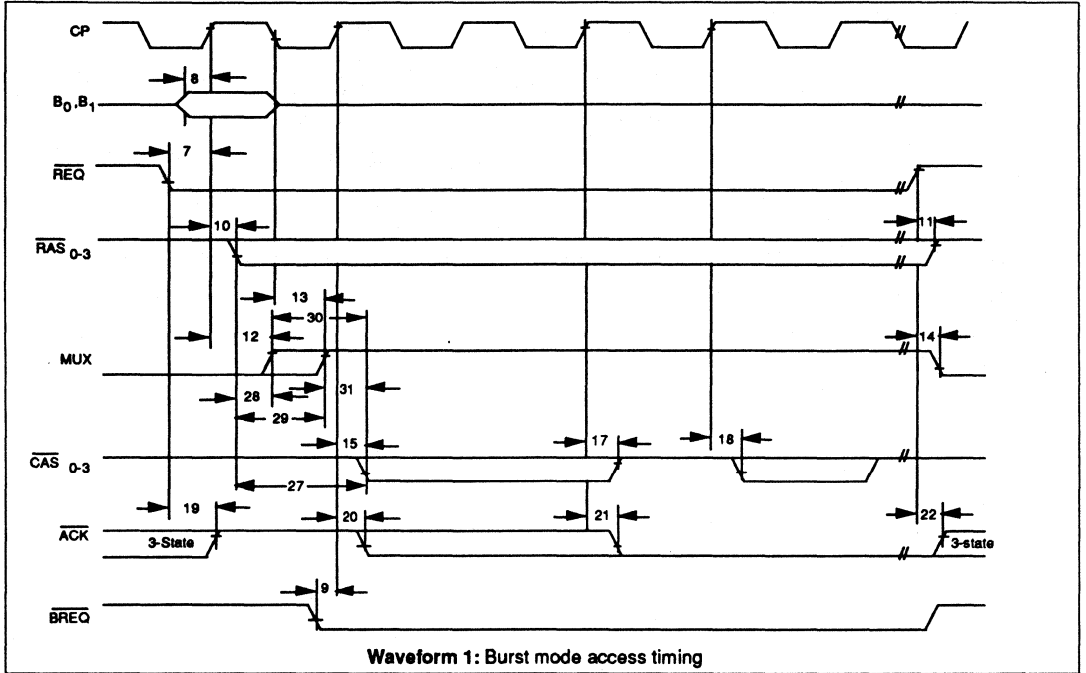 CP
8
B0,B1
7
REQ
10
11
RAS 0-3
13
30
12
14
MUX
31
28
29
15
17
18
CAS 0-3
27
19
20
21
22
ACK
3-State
3-state
9
BREQ
Waveform 1: Burst mode access timing